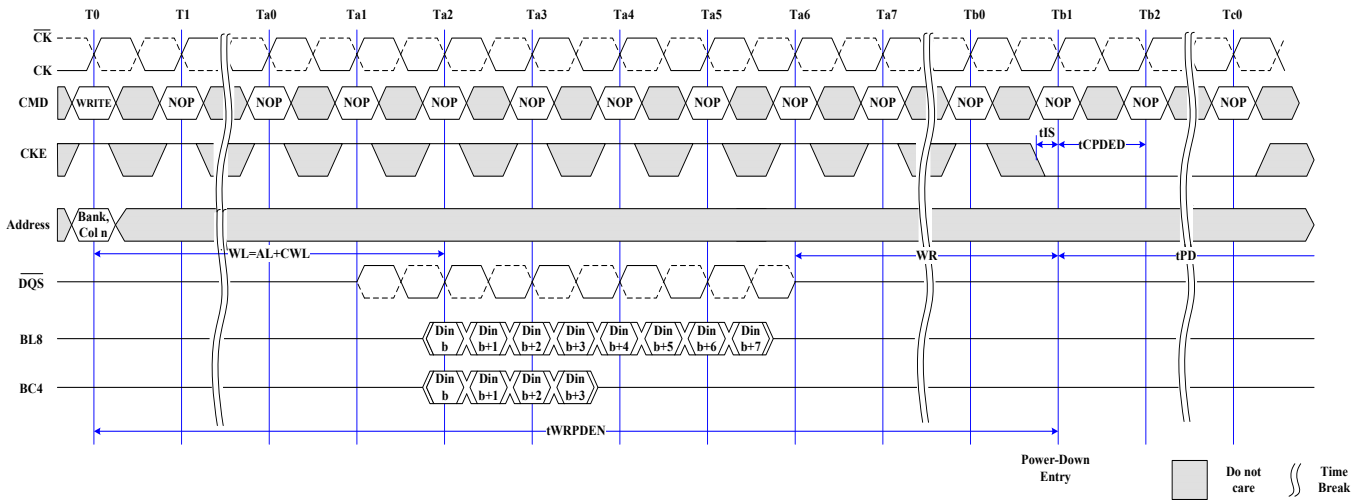 T0 T1 Ta0 Ta1 Ta2 Ta3 Ta4 Ta5 Ta6 Ta7 Tb0 Tb1 Tb2 Tc0
CK
CK
CMD WRITE NOP NOP NOP NOP NOP NOP NOP NOP NOP NOP NOP NOP NOP
tIS
CKE tCPDED
Address Bank,
Col n
WL=AL+CWL WR tPD
DQS
BL8 Din Din Din Din Din Din Din Din
b b+1 b+2 b+3 b+4 b+5 b+6 b+7
BC4 Din Din Din Din
b b+1 b+2 b+3
tWRPDEN
Power-Down
Entry
Do not
care
Time
Break